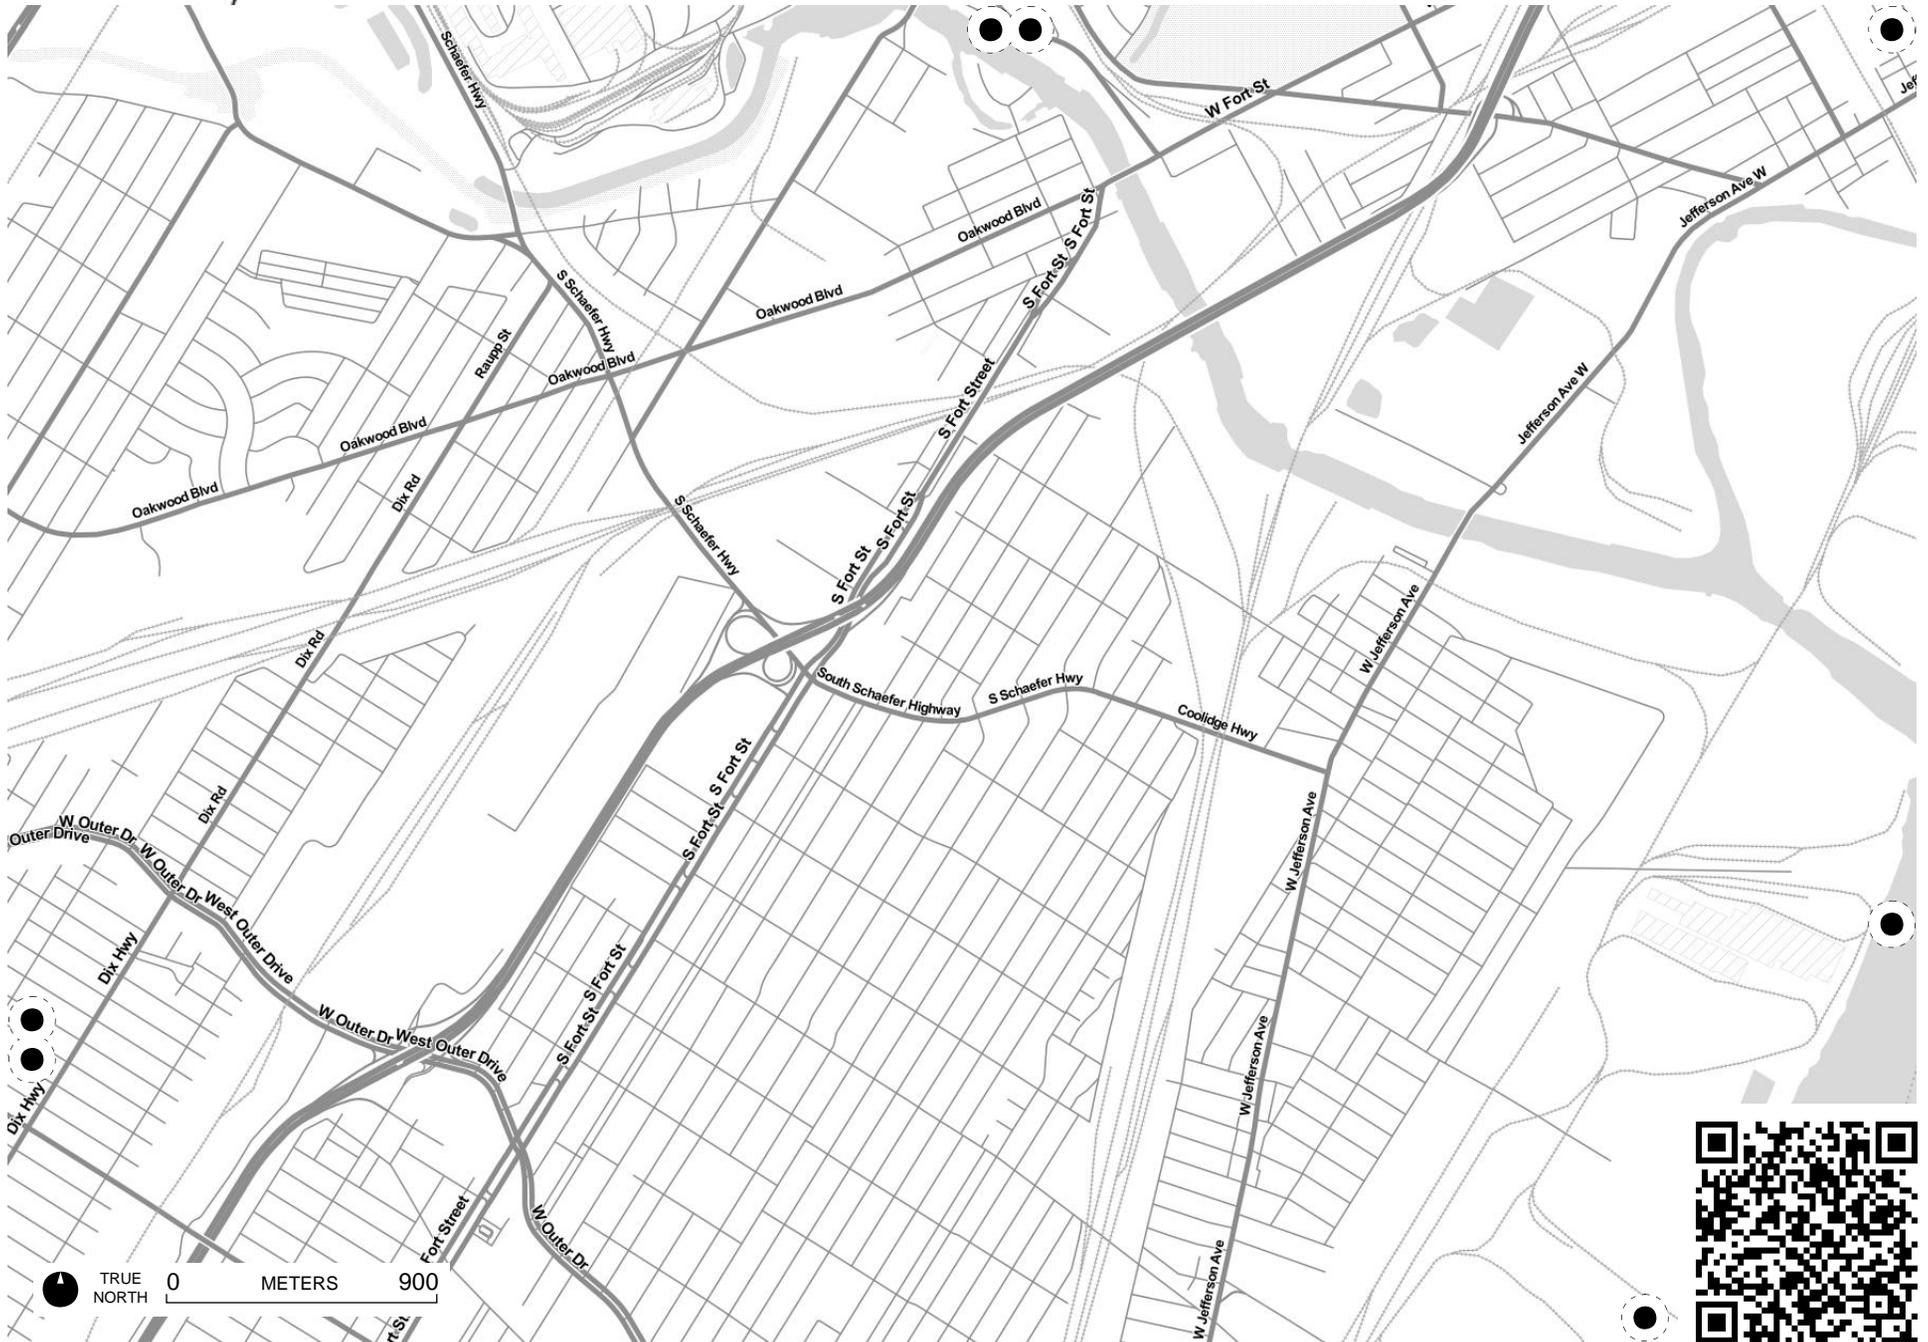 Schaefer Hwy
W Fort St
Jef
Jefferson Ave W
Oakwood Blvd
S Fort St
S Fort St
S Schaefer Hwy
Oakwood Blvd
Raupp St
Oakwood Blvd
S Fort Street
Jefferson Ave W
Oakwood Blvd
Dix Rd
Oakwood Blvd
S Schaefer Hwy
S Fort St
S Fort St
W Jefferson Ave
Dix Rd
South Schaefer Highway
S Schaefer Hwy
Coolidge Hwy
S Fort St
Dix Rd
S Fort St
W Outer Dr
Outer Drive
W Outer Dr
W Jefferson Ave
West Outer Drive
Dix Hwy
S Fort St
S Fort St
W Outer Dr
West Outer Drive
W Jefferson Ave
Dix Hwy
Fort Street
W Outer Dr
W Jefferson Ave
rt St
TRUE
NORTH
0 METERS 900